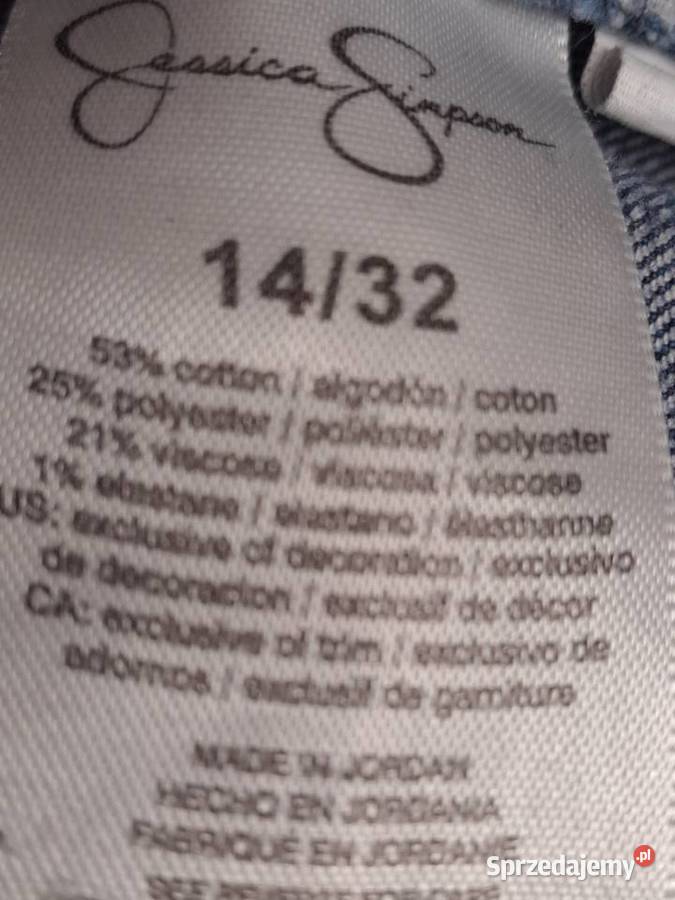 Jessica Simpson
14/32
53% cotton / algodón / coton
25% polyester / poliéster / polyester
21% viscose / viscosa / viscose
1% elastane / elastano / élasthanne
US: exclusive of decoration / exclusivo
de decoracion / exclusif de décor
CA: exclusive of trim / exclusivo de
adornos / exclusif de garniture
MADE IN JORDAN
HECHO EN JORDANIA
FABRIQUE EN JORDANIE
Sprzedajemy.pl